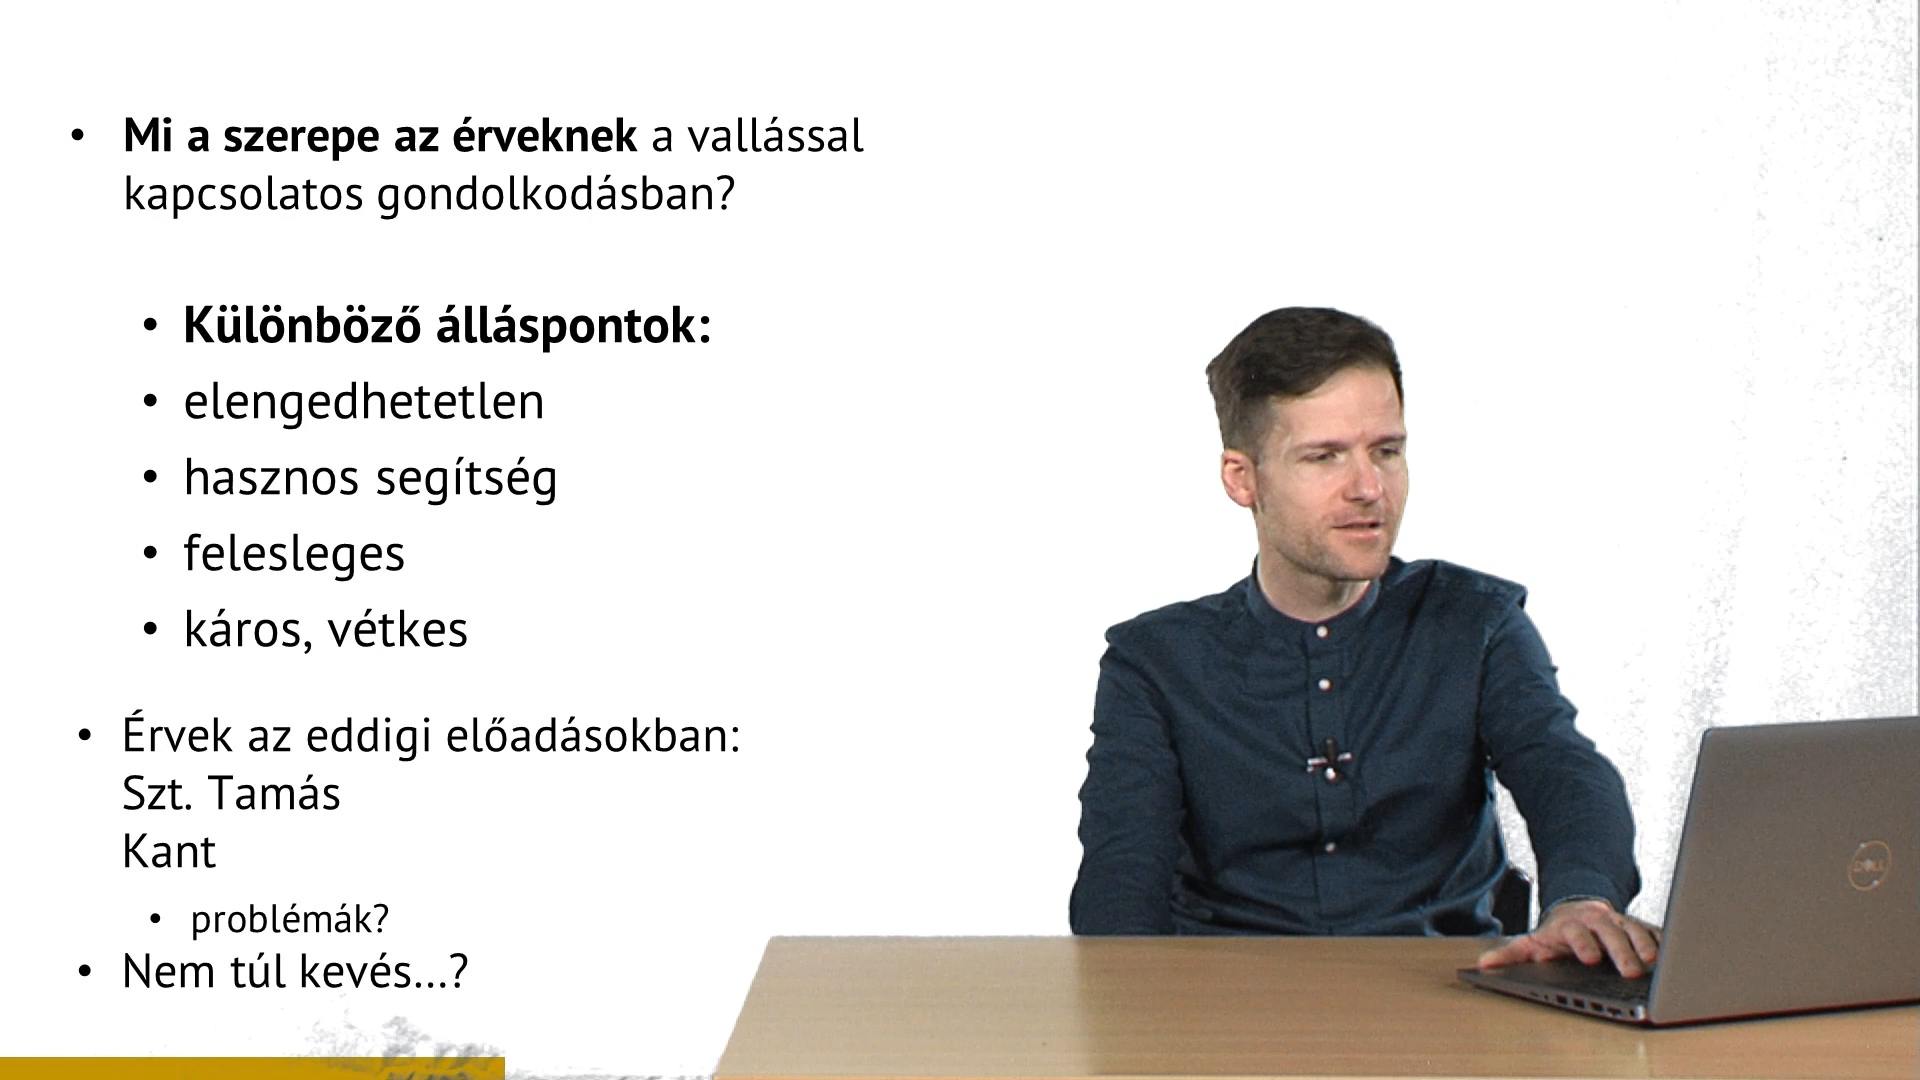 • Mi a szerepe az érveknek a vallással
kapcsolatos gondolkodásban?
• Különböző álláspontok:
• elengedhetetlen
• hasznos segítség
• felesleges
• káros, vétkes
• Érvek az eddigi előadásokban:
Szt. Tamás
Kant
• problémák?
• Nem túl kevés...?
DELL